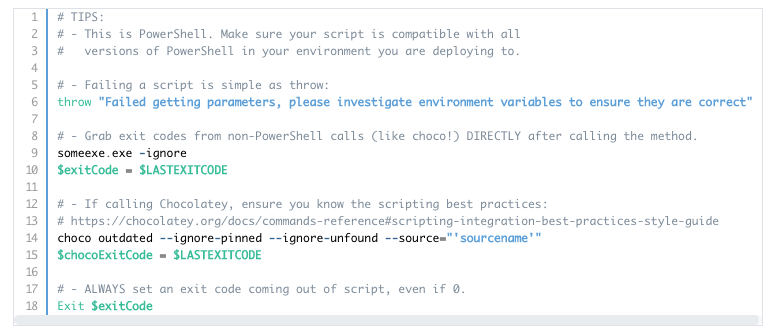 1 # TIPS:
2 # - This is PowerShell. Make sure your script is compatible with all
3 #   versions of PowerShell in your environment you are deploying to.
4
5 # - Failing a script is simple as throw:
6 throw "Failed getting parameters, please investigate environment variables to ensure they are correct"
7
8 # - Grab exit codes from non-PowerShell calls (like choco!) DIRECTLY after calling the method.
9 someexe.exe -ignore
10 $exitCode = $LASTEXITCODE
11
12 # - If calling Chocolatey, ensure you know the scripting best practices:
13 # https://chocolatey.org/docs/commands-reference#scripting-integration-best-practices-style-guide
14 choco outdated --ignore-pinned --ignore-unfound --source="'sourcename'"
15 $chocoExitCode = $LASTEXITCODE
16
17 # - ALWAYS set an exit code coming out of script, even if 0.
18 Exit $exitCode